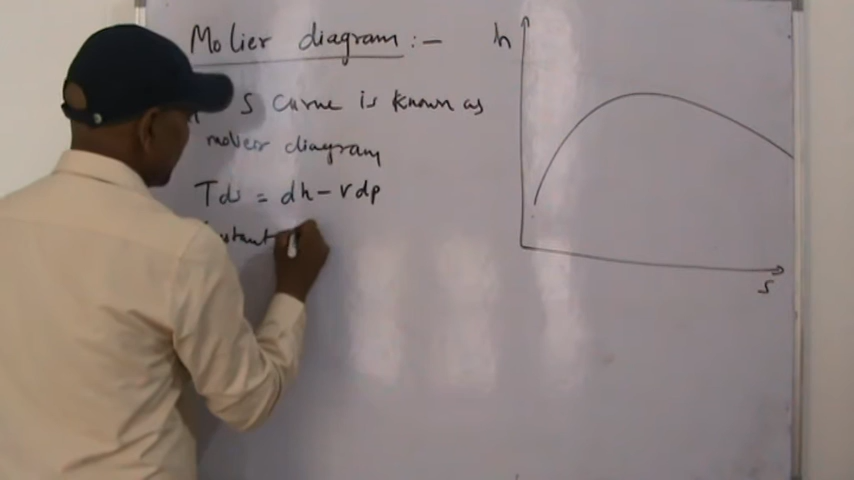 Molier diagram :-
S curve is known as
molier diagram
Tds = dh - vdp
h
s